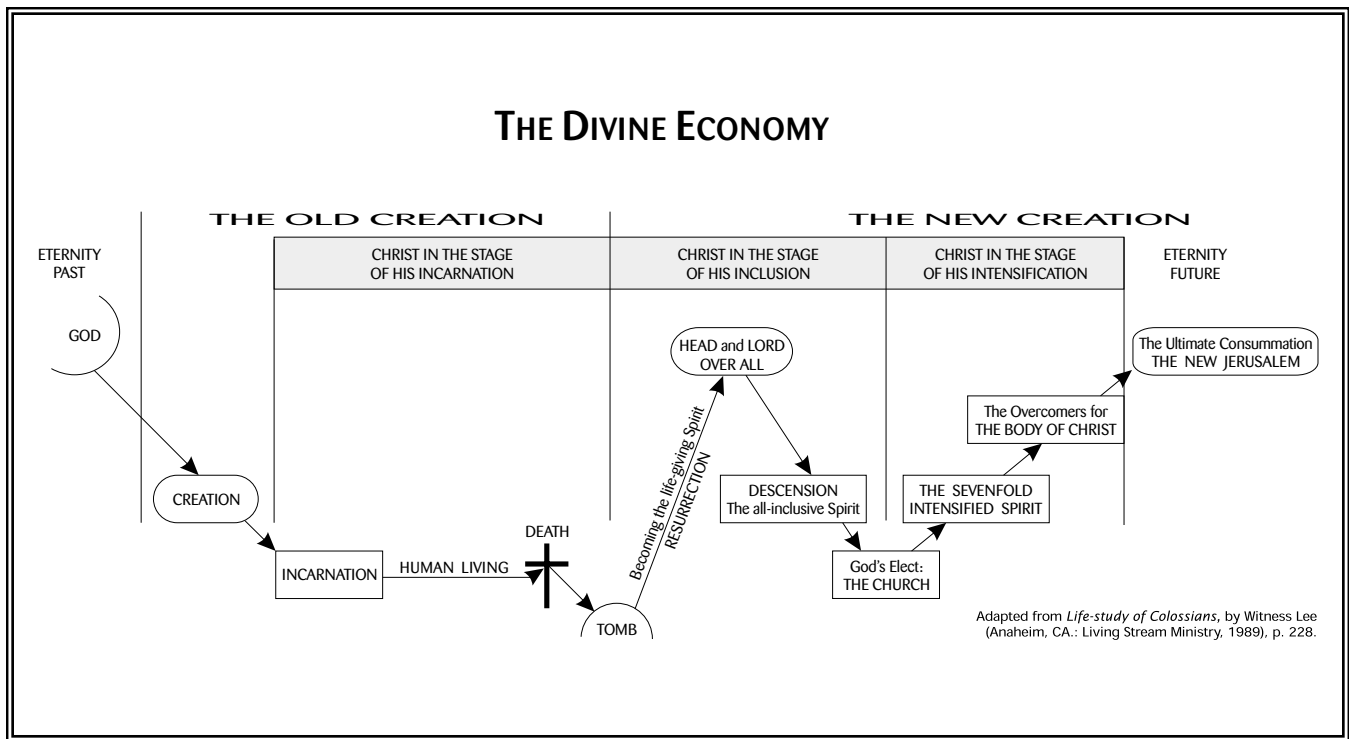 THE DIVINE ECONOMY
THE OLD CREATION
THE NEW CREATION
ETERNITY
PAST
CHRIST IN THE STAGE
OF HIS INCARNATION
CHRIST IN THE STAGE
OF HIS INCLUSION
CHRIST IN THE STAGE
OF HIS INTENSIFICATION
ETERNITY
FUTURE
GOD
CREATION
INCARNATION
HUMAN LIVING
DEATH
TOMB
Becoming the life-giving Spirit
RESURRECTION
HEAD and LORD
OVER ALL
DESCENSION
The all-inclusive Spirit
God's Elect:
THE CHURCH
THE SEVENFOLD
INTENSIFIED SPIRIT
The Overcomers for
THE BODY OF CHRIST
The Ultimate Consummation
THE NEW JERUSALEM
Adapted from Life-study of Colossians, by Witness Lee
(Anaheim, CA.: Living Stream Ministry, 1989), p. 228.